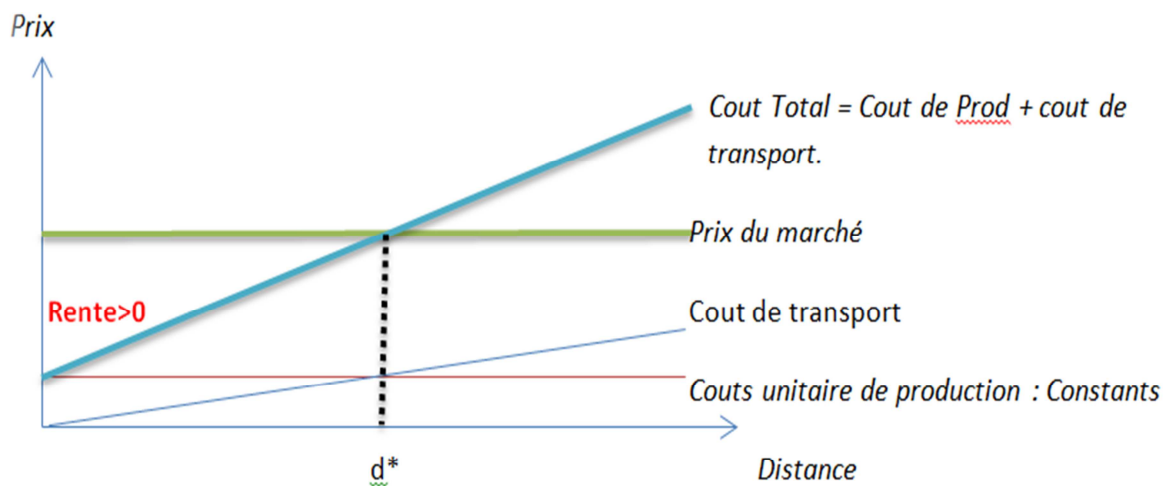 Prix
Cout Total = Cout de Prod + cout de
transport.
Prix du marché
Rente>0
Cout de transport
Couts unitaire de production : Constants
d*
Distance